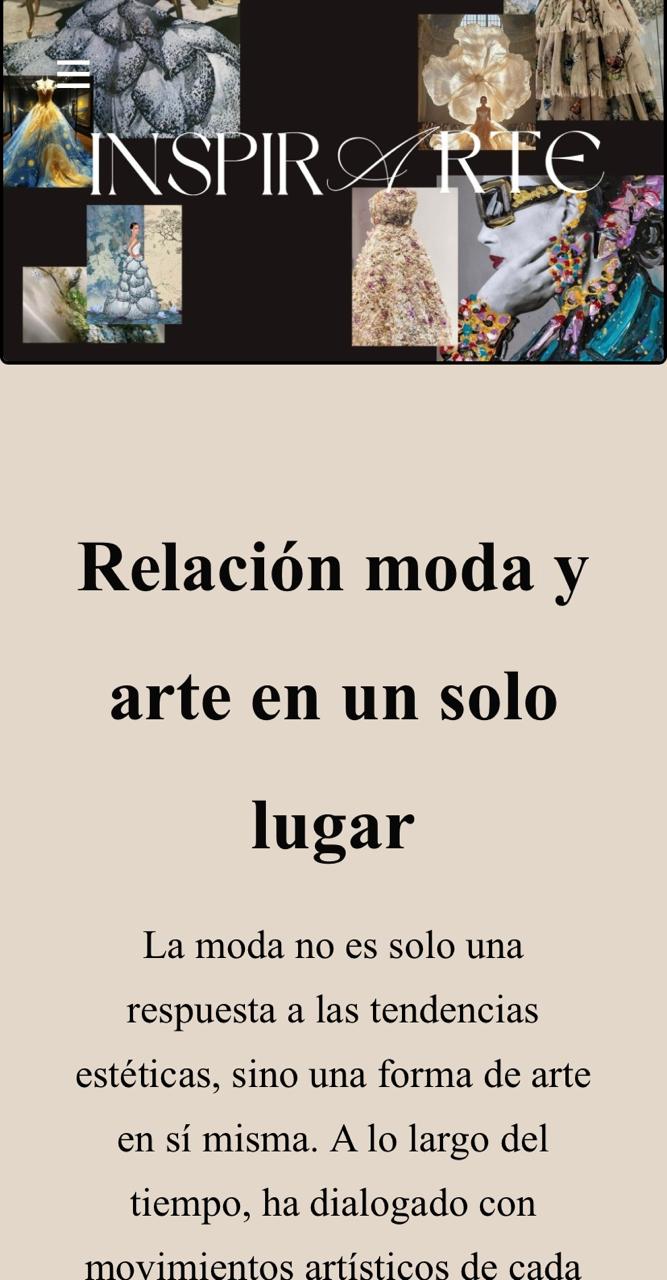 INSPIRARTE
Relación moda y
arte en un solo
lugar
La moda no es solo una
respuesta a las tendencias
estéticas, sino una forma de arte
en sí misma. A lo largo del
tiempo, ha dialogado con
movimientos artísticos de cada